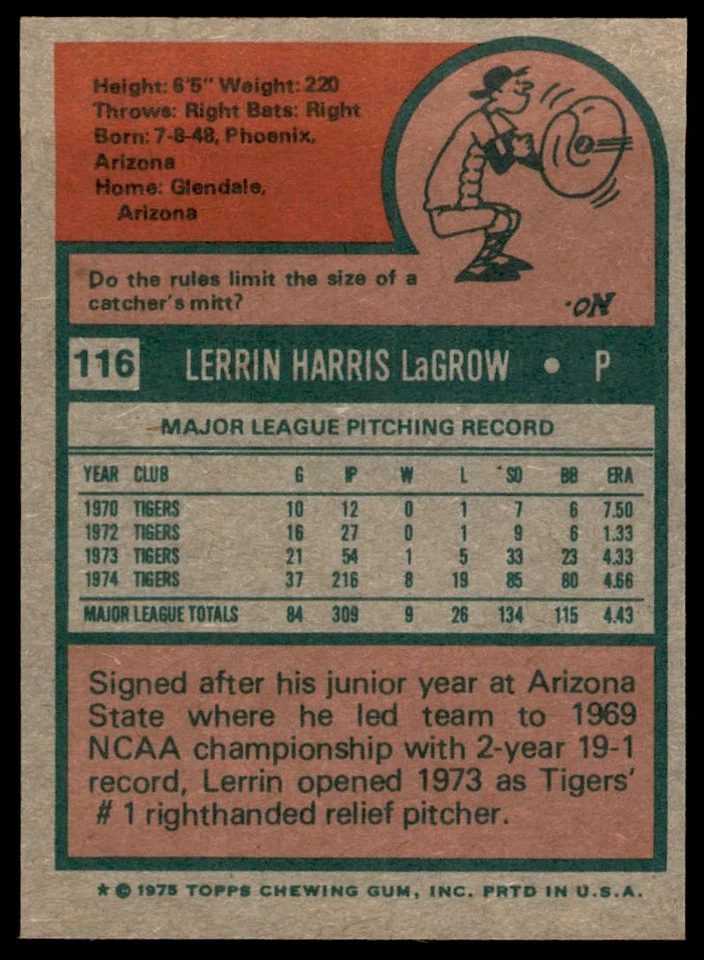 Height: 6'5" Weight: 220
Throws: Right Bats: Right
Born: 7-8-48, Phoenix,
Arizona
Home: Glendale,
Arizona
Do the rules limit the size of a
catcher's mitt?
No.
116 LERRIN HARRIS LaGROW • P
MAJOR LEAGUE PITCHING RECORD
YEAR CLUB G IP W L SO BB ERA
1970 TIGERS 10 12 0 1 7 6 7.50
1972 TIGERS 16 27 0 1 9 6 1.33
1973 TIGERS 21 54 1 5 33 23 4.33
1974 TIGERS 37 216 8 19 85 80 4.66
MAJOR LEAGUE TOTALS 84 309 9 26 134 115 4.43
Signed after his junior year at Arizona
State where he led team to 1969
NCAA championship with 2-year 19-1
record, Lerrin opened 1973 as Tigers'
# 1 righthanded relief pitcher.
* © 1975 TOPPS CHEWING GUM, INC. PRTD IN U.S.A.